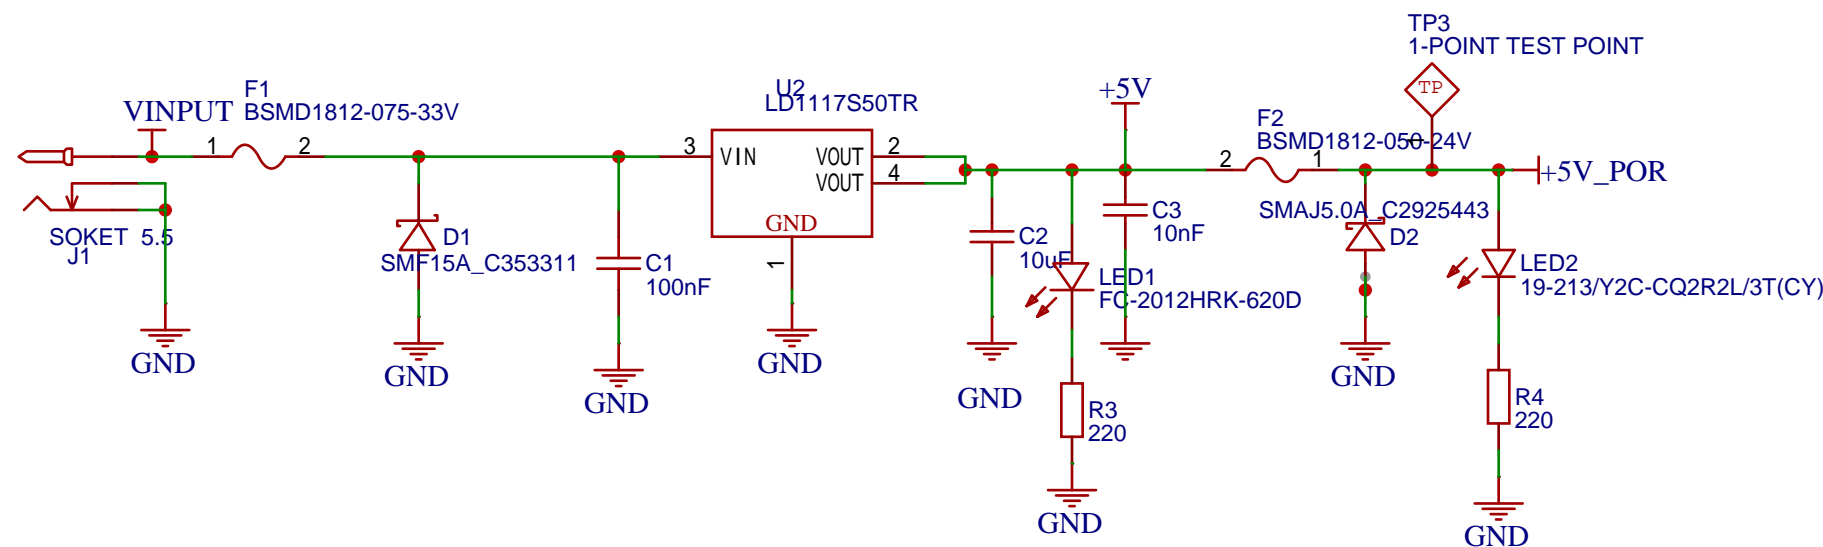 TP3
1-POINT TEST POINT
TP
1
F1
BSMD1812-075-33V
VINPUT
1
2
SOKET 5.5
J1
GND
D1
SMF15A_C353311
GND
C1
100nF
GND
U2
LD1117S50TR
3
VIN
VOUT
2
VOUT
4
GND
1
GND
+5V
C2
10uF
GND
LED1
FC-2012HRK-620D
R3
220
GND
C3
10nF
F2
BSMD1812-050-24V
2
1
+5V_POR
SMAJ5.0A_C2925443
D2
GND
LED2
19-213/Y2C-CQ2R2L/3T(CY)
R4
220
GND